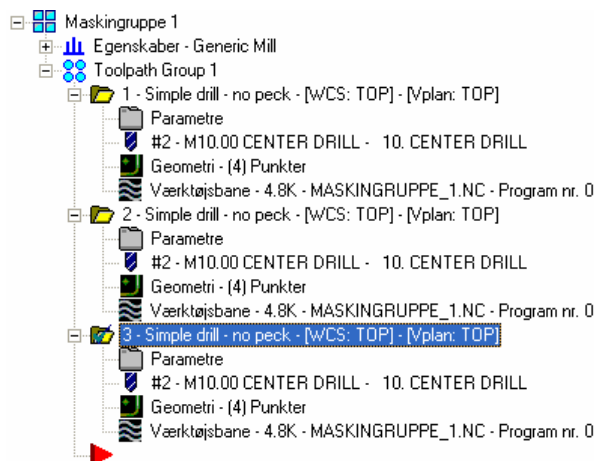 Maskingruppe 1
Egenskaber - Generic Mill
Toolpath Group 1
1 - Simple drill - no peck - [WCS: TOP] - [Vplan: TOP]
Parametre
#2 - M10.00 CENTER DRILL - 10. CENTER DRILL
Geometri - (4) Punkter
Værktøjsbane - 4.8K - MASKINGRUPPE_1.NC - Program nr. 0
2 - Simple drill - no peck - [WCS: TOP] - [Vplan: TOP]
Parametre
#2 - M10.00 CENTER DRILL - 10. CENTER DRILL
Geometri - (4) Punkter
Værktøjsbane - 4.8K - MASKINGRUPPE_1.NC - Program nr. 0
3 - Simple drill - no peck - [WCS: TOP] - [Vplan: TOP]
Parametre
#2 - M10.00 CENTER DRILL - 10. CENTER DRILL
Geometri - (4) Punkter
Værktøjsbane - 4.8K - MASKINGRUPPE_1.NC - Program nr. 0